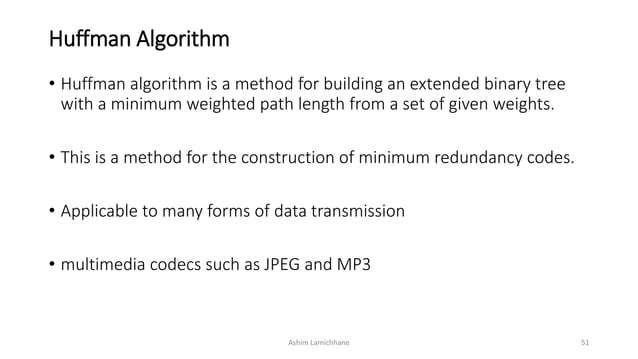 Huffman Algorithm
• Huffman algorithm is a method for building an extended binary tree
with a minimum weighted path length from a set of given weights.
• This is a method for the construction of minimum redundancy codes.
• Applicable to many forms of data transmission
• multimedia codecs such as JPEG and MP3
Ashim Lamichhane
51